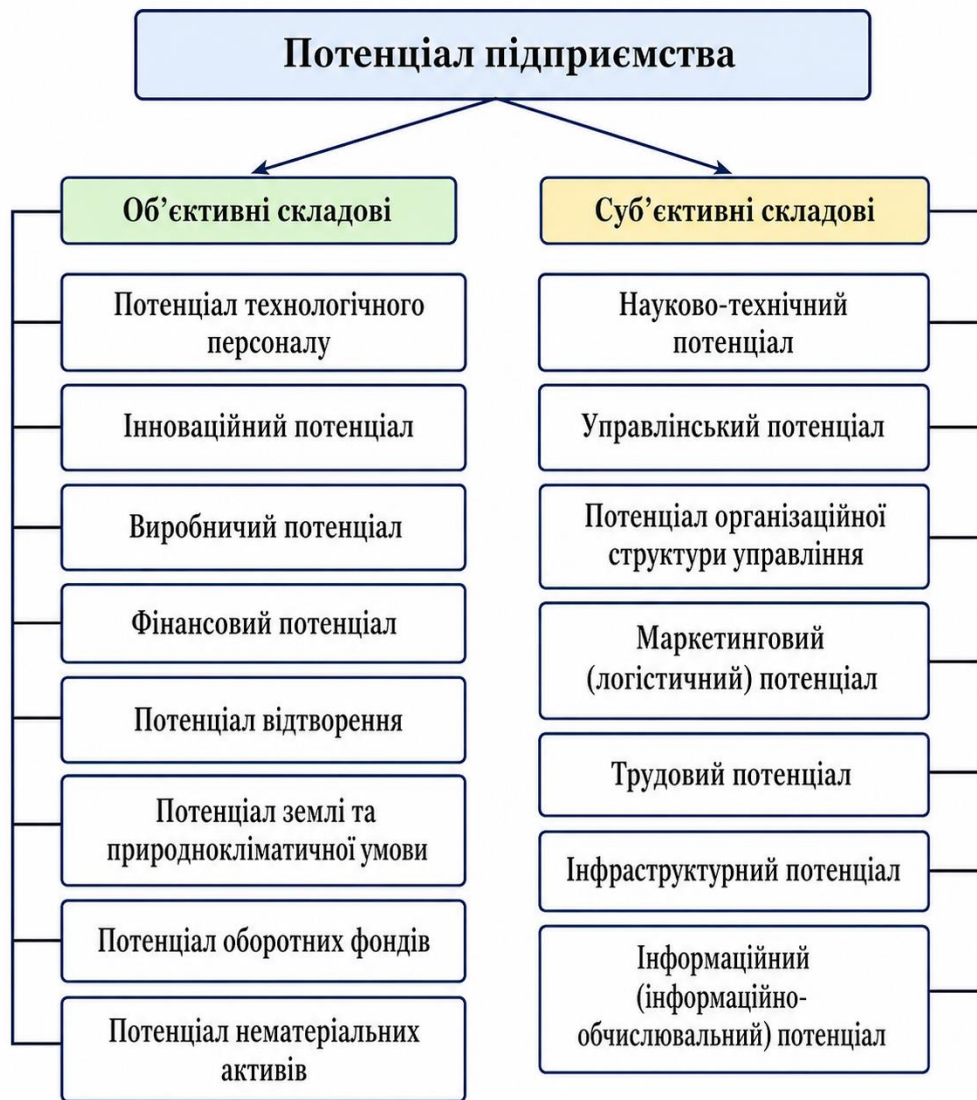 Потенціал підприємства
Об’єктивні складові
Потенціал технологічного
персоналу
Інноваційний потенціал
Виробничий потенціал
Фінансовий потенціал
Потенціал відтворення
Потенціал землі та
природнокліматичної умови
Потенціал оборотних фондів
Потенціал нематеріальних
активів
Суб’єктивні складові
Науково-технічний
потенціал
Управлінський потенціал
Потенціал організаційної
структури управління
Маркетинговий
(логістичний) потенціал
Трудовий потенціал
Інфраструктурний потенціал
Інформаційний
(інформаційно-
обчислювальний) потенціал